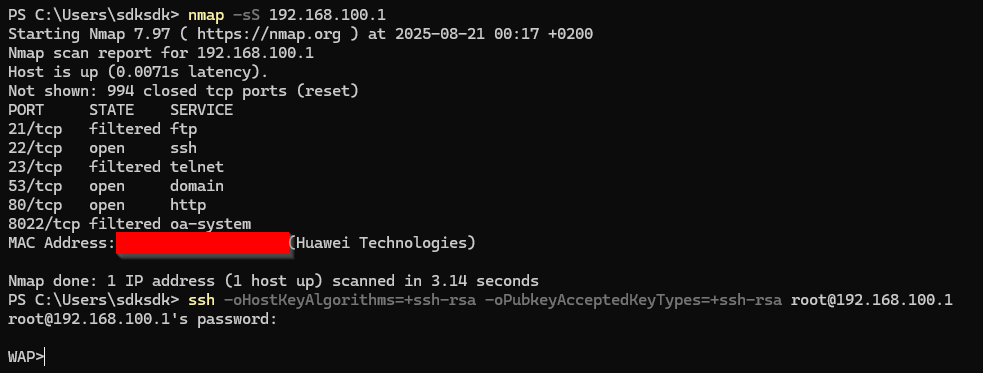 PS C:\Users\sdksdk> nmap -sS 192.168.100.1
Starting Nmap 7.97 ( https://nmap.org ) at 2025-08-21 00:17 +0200
Nmap scan report for 192.168.100.1
Host is up (0.0071s latency).
Not shown: 994 closed tcp ports (reset)
PORT     STATE    SERVICE
21/tcp   filtered ftp
22/tcp   open     ssh
23/tcp   filtered telnet
53/tcp   open     domain
80/tcp   open     http
8022/tcp filtered oa-system
MAC Address: (Huawei Technologies)
Nmap done: 1 IP address (1 host up) scanned in 3.14 seconds
PS C:\Users\sdksdk> ssh -oHostKeyAlgorithms=+ssh-rsa -oPubkeyAcceptedKeyTypes=+ssh-rsa root@192.168.100.1
root@192.168.100.1's password:
WAP>